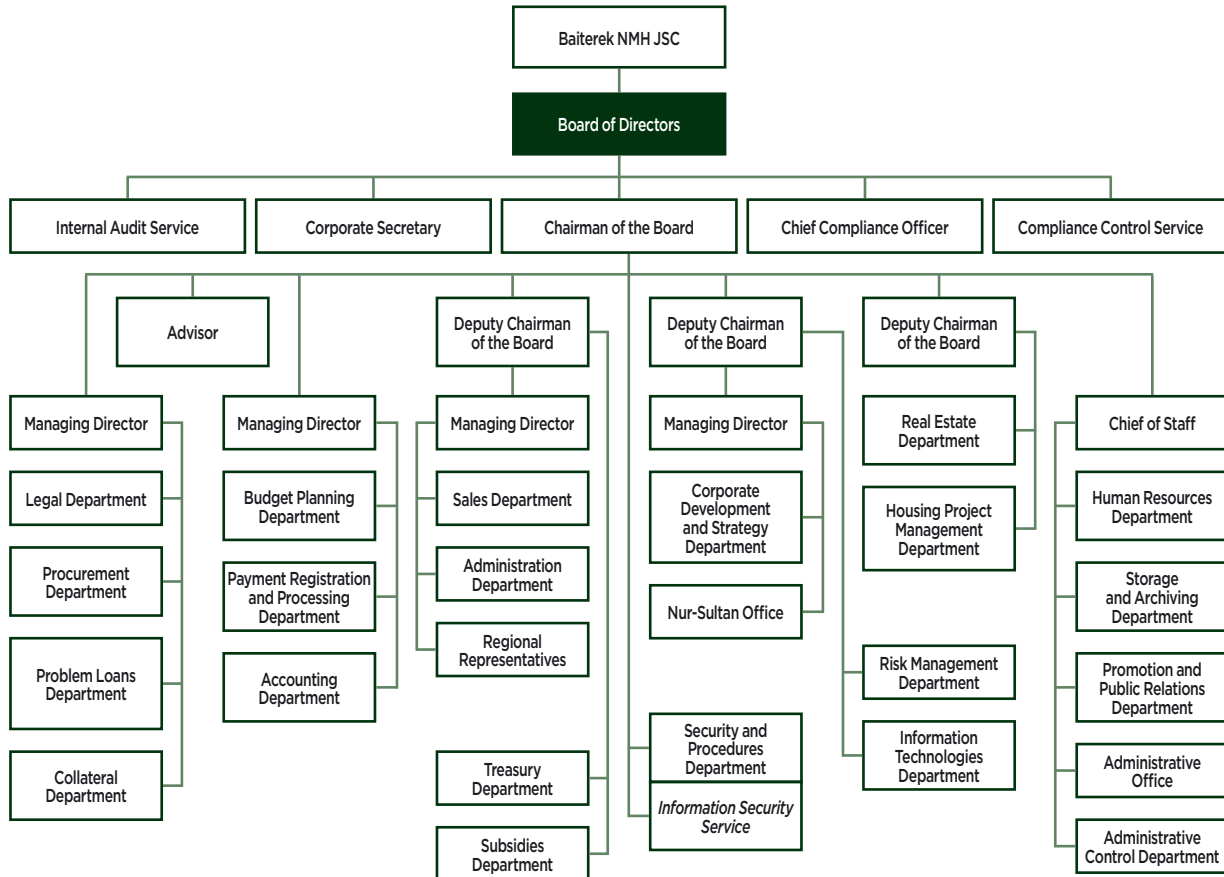 Baiterek NMH JSC
Board of Directors
Internal Audit Service
Corporate Secretary
Chairman of the Board
Chief Compliance Officer
Compliance Control Service
Advisor
Deputy Chairman
of the Board
Deputy Chairman
of the Board
Deputy Chairman
of the Board
Managing Director
Managing Director
Managing Director
Managing Director
Real Estate
Department
Chief of Staff
Legal Department
Budget Planning
Department
Sales Department
Corporate
Development
and Strategy
Department
Housing Project
Management
Department
Human Resources
Department
Procurement
Department
Payment Registration
and Processing
Department
Administration
Department
Nur-Sultan Office
Storage
and Archiving
Department
Problem Loans
Department
Accounting
Department
Regional
Representatives
Risk Management
Department
Promotion and
Public Relations
Department
Collateral
Department
Treasury
Department
Security and
Procedures
Department
Information
Technologies
Department
Administrative
Office
Information Security
Service
Subsidies
Department
Administrative
Control Department